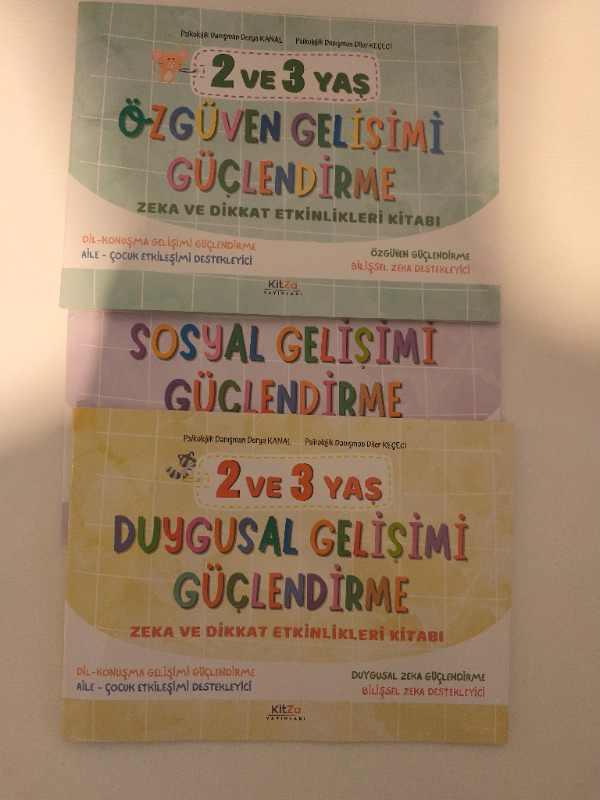 Psikolojik Danışman Derya KANAL Psikolojik Danışman Diler KEÇECİ
2 VE 3 YAŞ
ÖZGÜVEN GELİŞİMİ
GÜÇLENDİRME
ZEKA VE DİKKAT ETKİNLİKLERİ KİTABI
DİL-KONUŞMA GELİŞİMİ GÜÇLENDİRME
AİLE - ÇOCUK ETKİLEŞİMİ DESTEKLEYİCİ
ÖZGÜVEN GÜÇLENDİRME
BİLİŞSEL ZEKA DESTEKLEYİCİ
KitZa
YAYINLARI
SOSYAL GELİŞİMİ
GÜÇLENDİRME
Psikolojik Danışman Derya KANAL Psikolojik Danışman Diler KEÇECİ
2 VE 3 YAŞ
DUYGUSAL GELİŞİMİ
GÜÇLENDİRME
ZEKA VE DİKKAT ETKİNLİKLERİ KİTABI
DİL-KONUŞMA GELİŞİMİ GÜÇLENDİRME
AİLE - ÇOCUK ETKİLEŞİMİ DESTEKLEYİCİ
DUYGUSAL ZEKA GÜÇLENDİRME
BİLİŞSEL ZEKA DESTEKLEYİCİ
KitZa
YAYINLARI